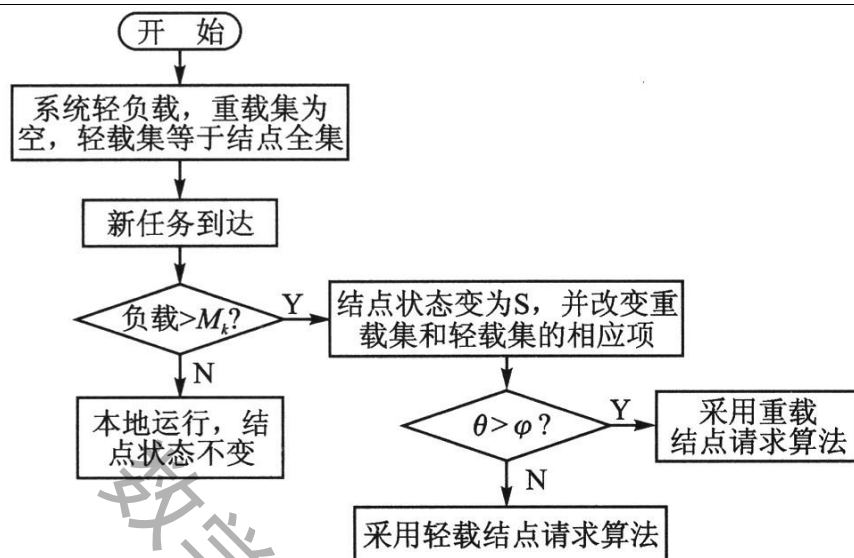 开 始
系统轻负载，重载集为
空，轻载集等于结点全集
新任务到达
负载>Mₖ?
Y
结点状态变为S，并改变重
载集和轻载集的相应项
N
本地运行，结
点状态不变
θ>φ?
Y
采用重载
结点请求算法
N
采用轻载结点请求算法
数学